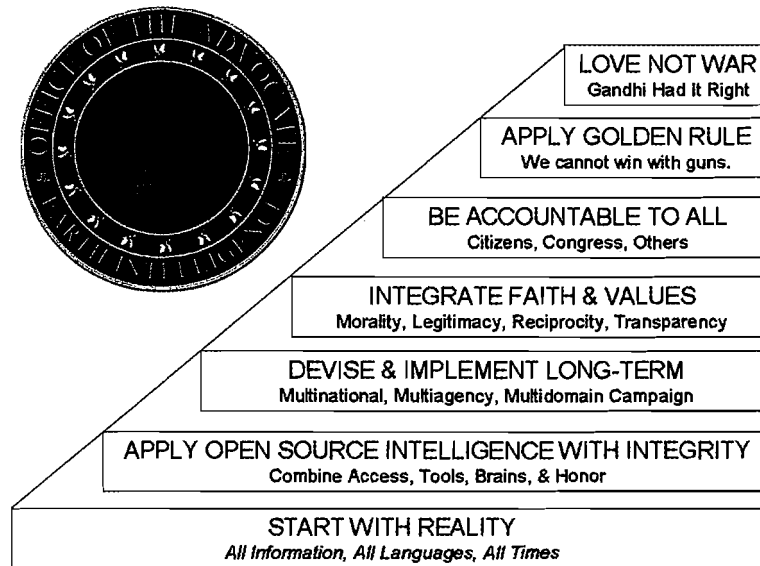 OFFICE OF THE ADVOCATE
EARTH INTELLIGENCE
LOVE NOT WAR
Gandhi Had It Right
APPLY GOLDEN RULE
We cannot win with guns.
BE ACCOUNTABLE TO ALL
Citizens, Congress, Others
INTEGRATE FAITH & VALUES
Morality, Legitimacy, Reciprocity, Transparency
DEVISE & IMPLEMENT LONG-TERM
Multinational, Multiagency, Multidomain Campaign
APPLY OPEN SOURCE INTELLIGENCE WITH INTEGRITY
Combine Access, Tools, Brains, & Honor
START WITH REALITY
All Information, All Languages, All Times